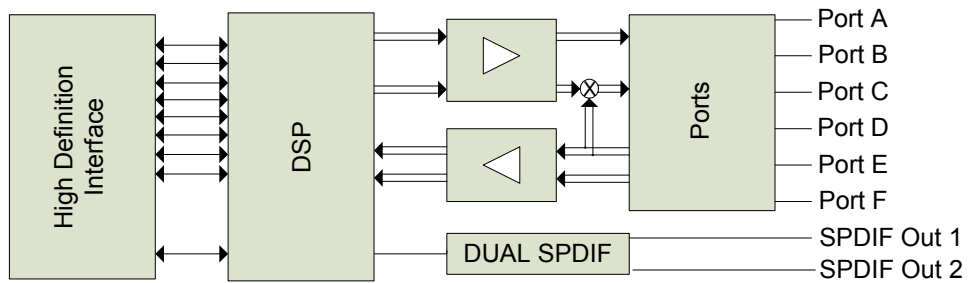 High Definition
Interface
DSP
Ports
Port A
Port B
Port C
Port D
Port E
Port F
DUAL SPDIF
SPDIF Out 1
SPDIF Out 2